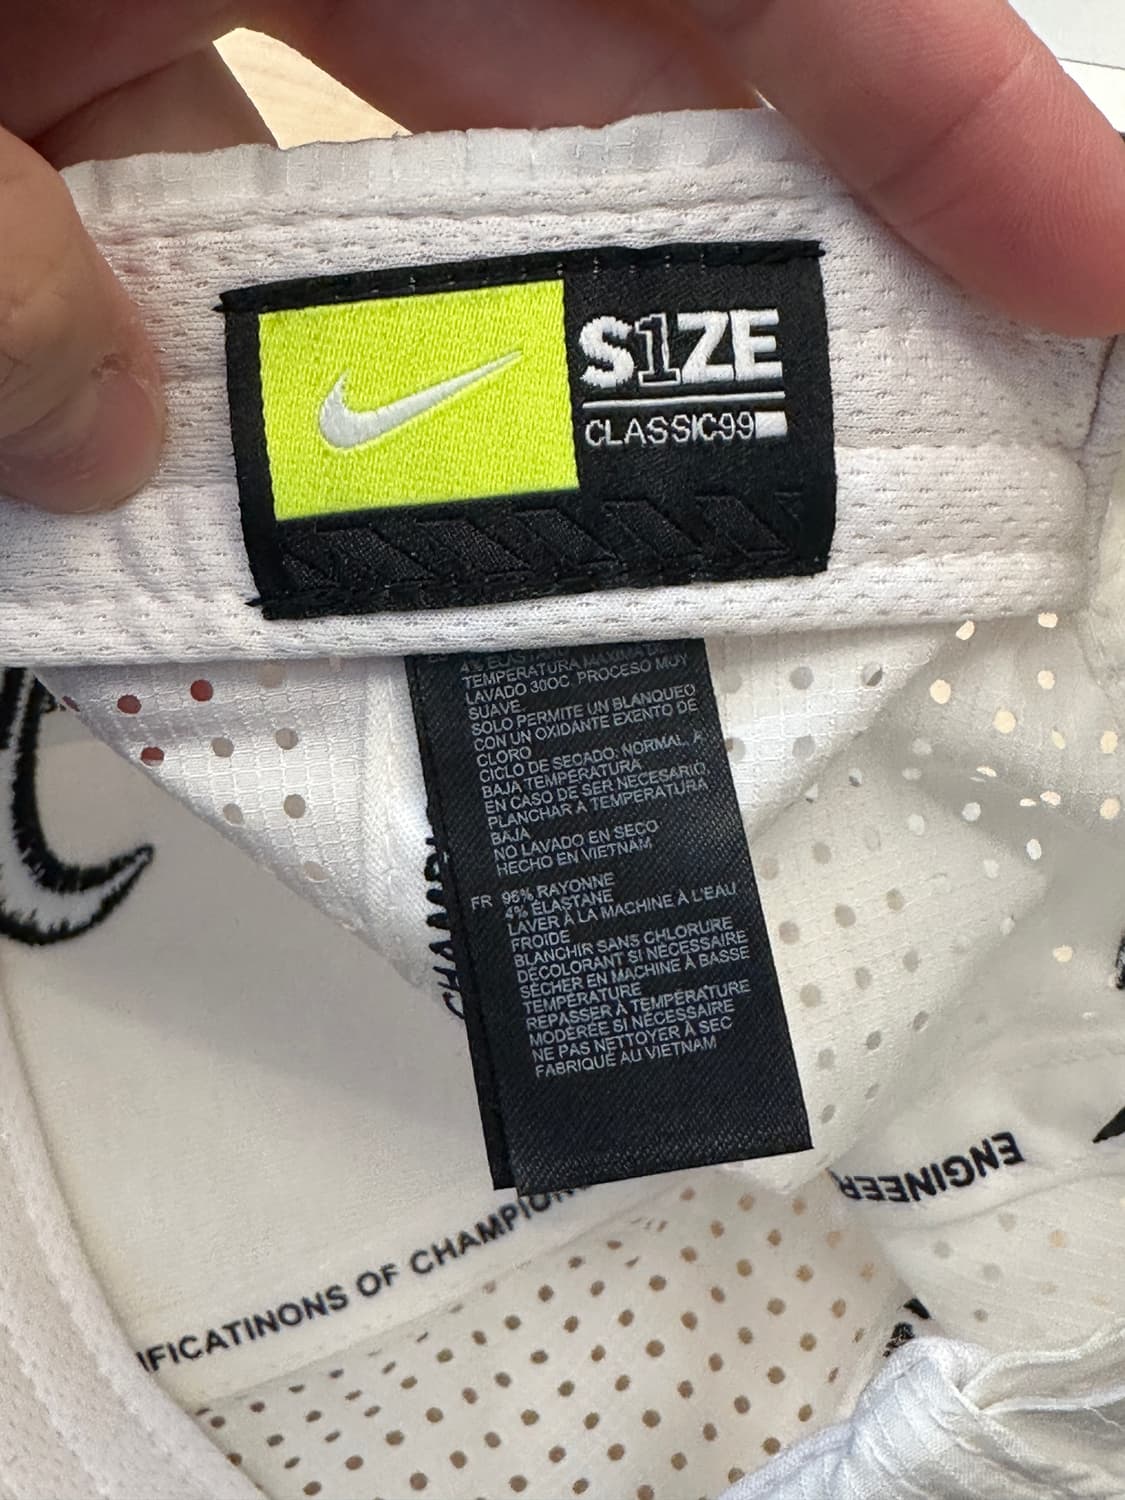 S1ZE
CLASSIC99
4% ELASTANO
TEMPERATURA MÁXIMA DE
LAVADO 30OC. PROCESO MUY
SUAVE.
SOLO PERMITE UN BLANQUEO
CON UN OXIDANTE EXENTO DE
CLORO
CICLO DE SECADO: NORMAL, A
BAJA TEMPERATURA
EN CASO DE SER NECESARIO
PLANCHAR A TEMPERATURA
BAJA
NO LAVADO EN SECO
HECHO EN VIETNAM
FR 96% RAYONNE
4% ÉLASTANE
LAVER À LA MACHINE À L'EAU
FROIDE
BLANCHIR SANS CHLORURE
DÉCOLORANT SI NÉCESSAIRE
SÉCHER EN MACHINE À BASSE
TEMPÉRATURE
REPASSER À TEMPÉRATURE
MODÉRÉE SI NÉCESSAIRE
NE PAS NETTOYER À SEC
FABRIQUÉ AU VIETNAM
CHAMPI
ENGINEER
IFICATINONS OF CHAMPION